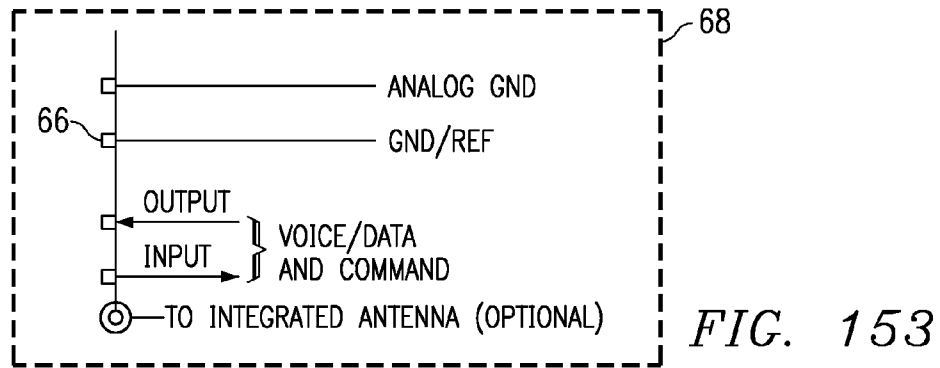 68
ANALOG GND
66
GND/REF
OUTPUT
VOICE/DATA
INPUT
AND COMMAND
TO INTEGRATED ANTENNA (OPTIONAL)
FIG. 153